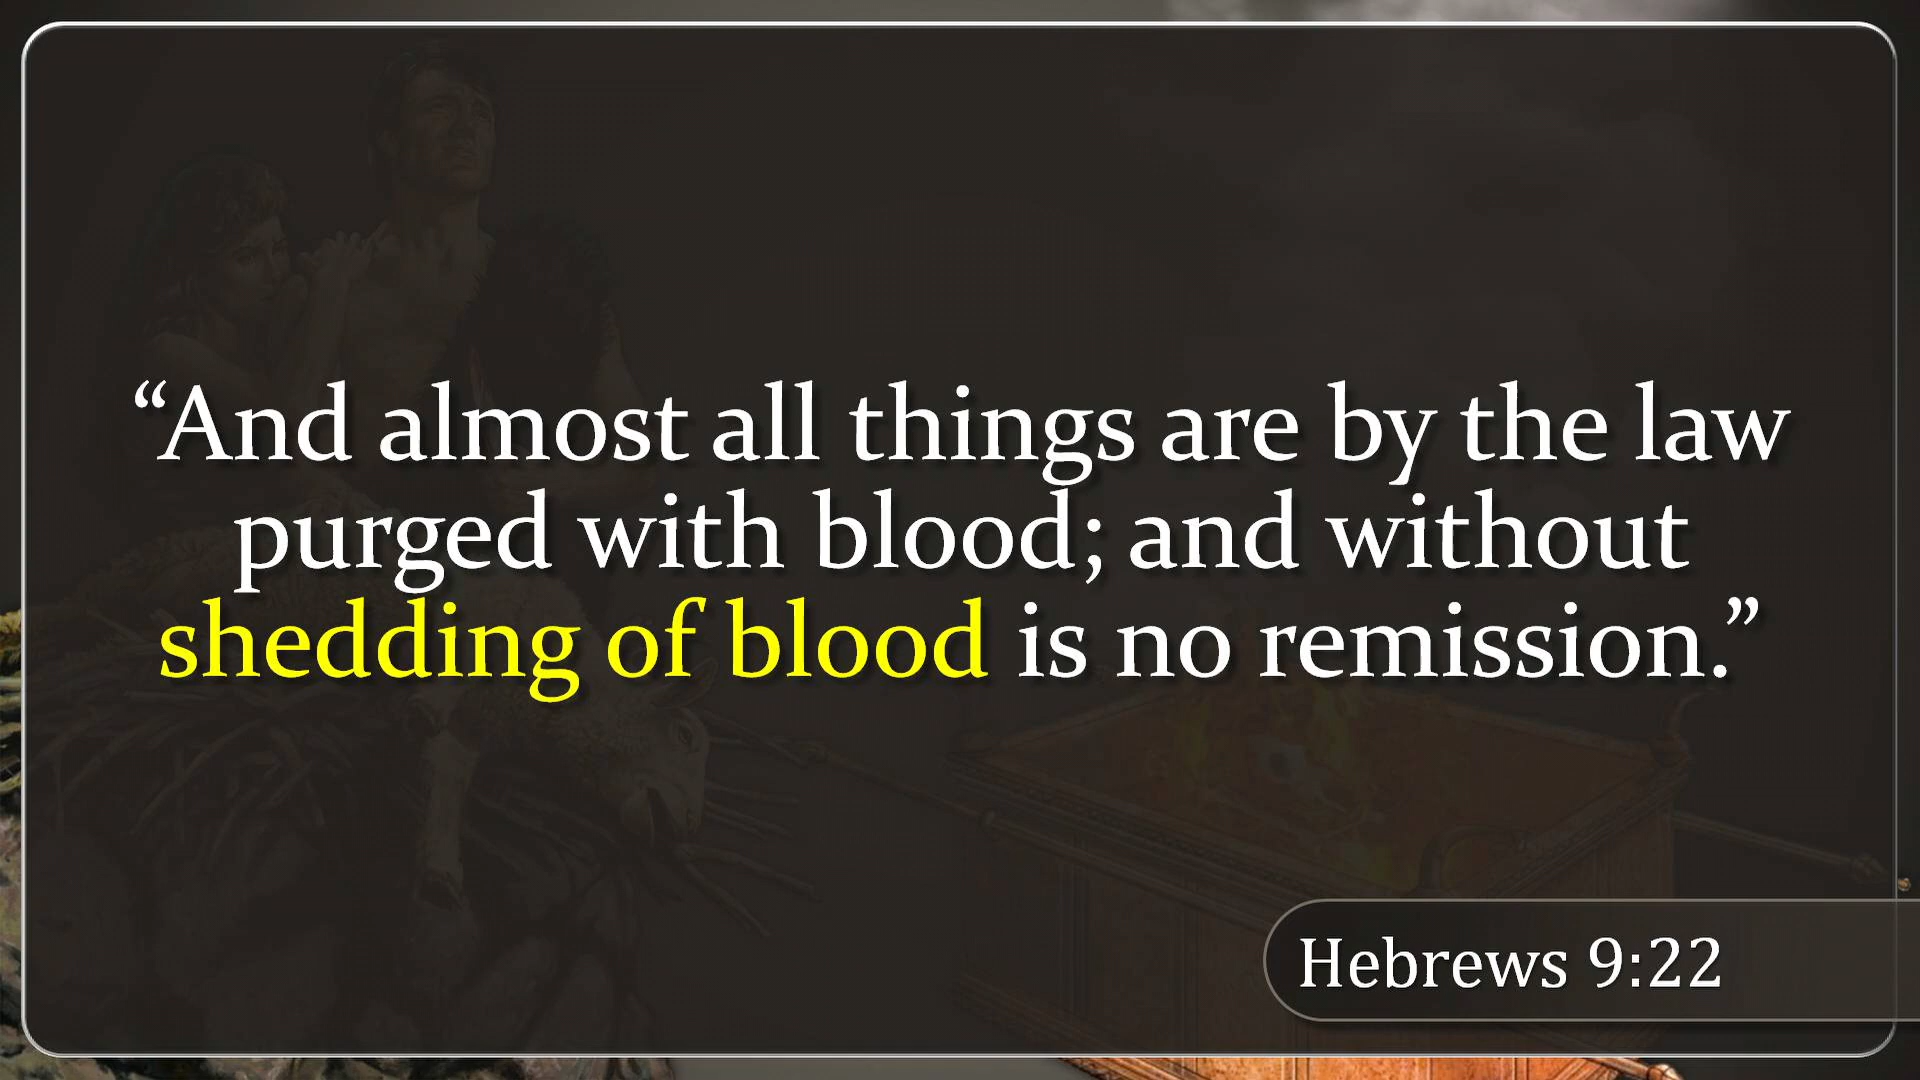 “And almost all things are by the law
purged with blood; and without
shedding of blood is no remission.”
Hebrews 9:22